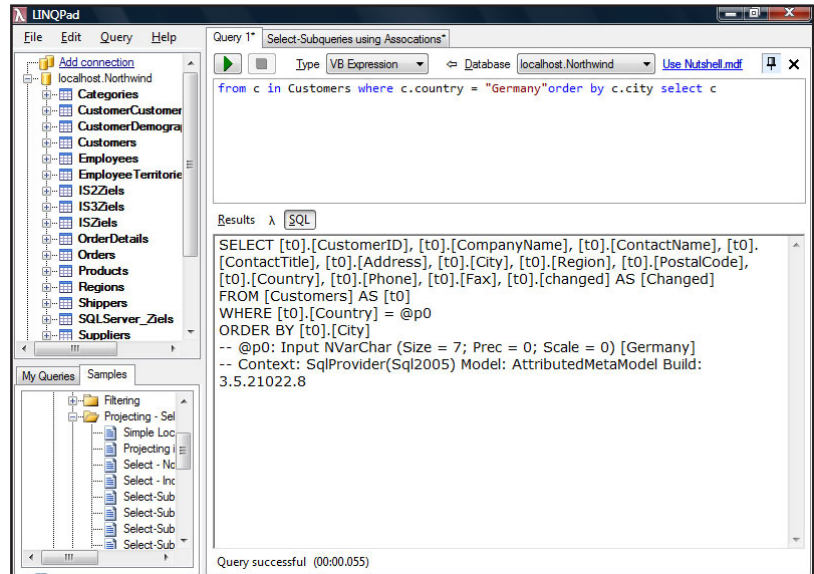 LINQPad
File Edit Query Help
Add connection
localhost.Northwind
Categories
CustomerCustomer
CustomerDemogra
Customers
Employees
EmployeeTerritorie
IS2Ziels
IS3Ziels
ISZiels
OrderDetails
Orders
Products
Regions
Shippers
SQLServer_Ziels
Suppliers
My Queries Samples
Filtering
Projecting - Sel
Simple Loc
Projecting i
Select - No
Select - Inc
Select-Sub
Select-Sub
Select-Sub
Select-Sub
Query 1* Select-Subqueries using Assocations*
Type VB Expression Database localhost.Northwind Use Nutshell.mdf
from c in Customers where c.country = "Germany"order by c.city select c
Results λ SQL
SELECT [t0].[CustomerID], [t0].[CompanyName], [t0].[ContactName], [t0].
[ContactTitle], [t0].[Address], [t0].[City], [t0].[Region], [t0].[PostalCode],
[t0].[Country], [t0].[Phone], [t0].[Fax], [t0].[changed] AS [Changed]
FROM [Customers] AS [t0]
WHERE [t0].[Country] = @p0
ORDER BY [t0].[City]
-- @p0: Input NVarChar (Size = 7; Prec = 0; Scale = 0) [Germany]
-- Context: SqlProvider(Sql2005) Model: AttributedMetaModel Build:
3.5.21022.8
Query successful (00:00.055)